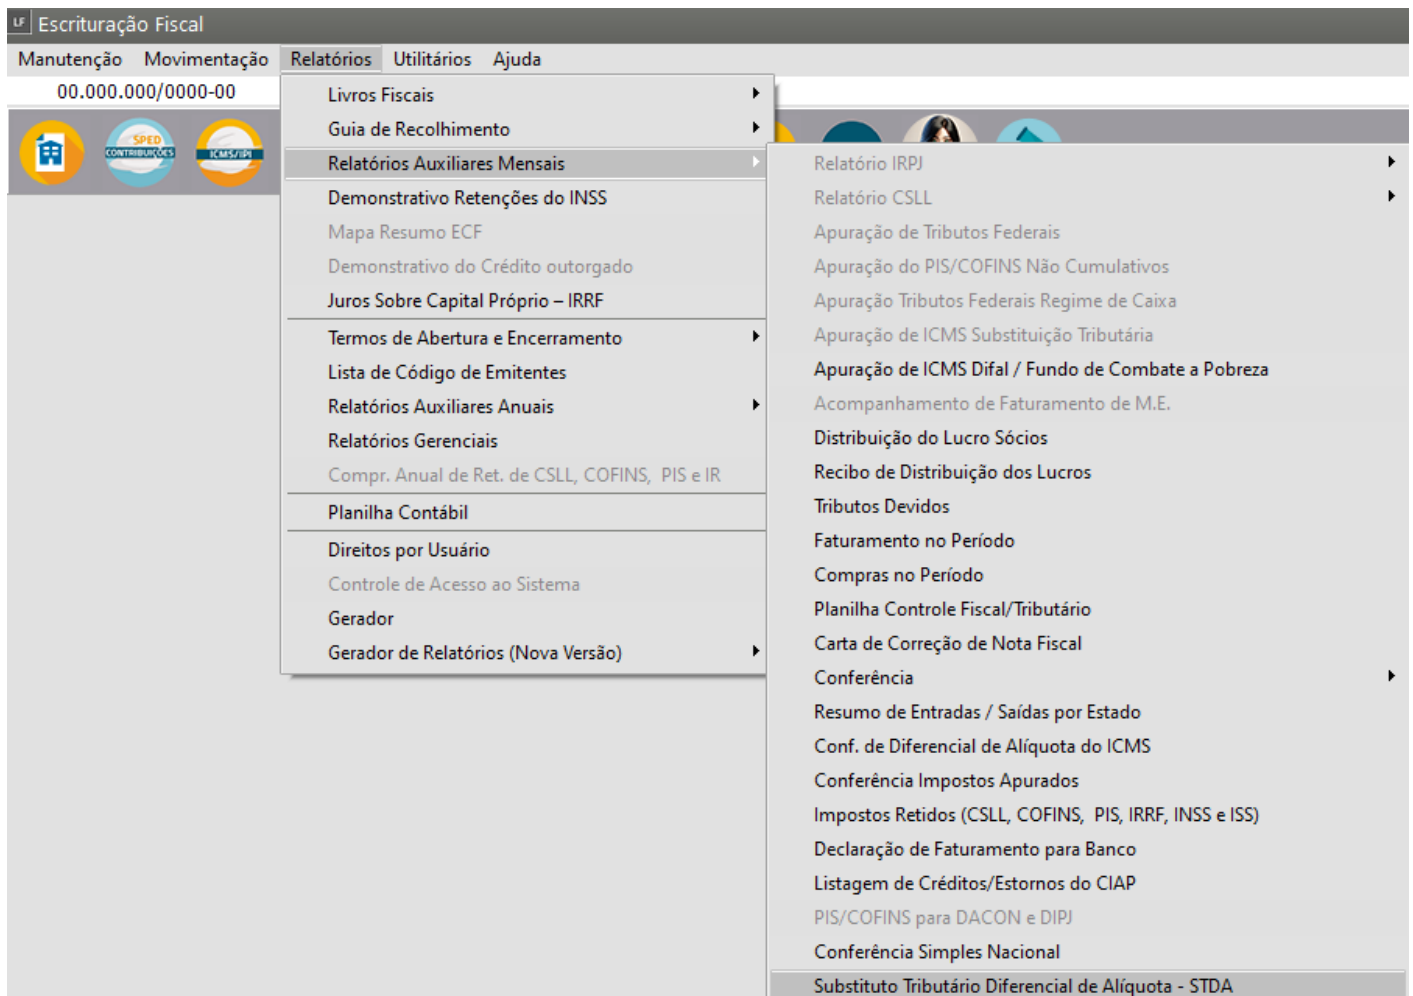 LF Escrituração Fiscal
Manutenção Movimentação Relatórios Utilitários Ajuda
00.000.000/0000-00
SPED
CONTRIBUIÇÕES
ICMS/IPI
Livros Fiscais
Guia de Recolhimento
Relatórios Auxiliares Mensais
Demonstrativo Retenções do INSS
Mapa Resumo ECF
Demonstrativo do Crédito outorgado
Juros Sobre Capital Próprio – IRRF
Termos de Abertura e Encerramento
Lista de Código de Emitentes
Relatórios Auxiliares Anuais
Relatórios Gerenciais
Compr. Anual de Ret. de CSLL, COFINS, PIS e IR
Planilha Contábil
Direitos por Usuário
Controle de Acesso ao Sistema
Gerador
Gerador de Relatórios (Nova Versão)
Relatório IRPJ
Relatório CSLL
Apuração de Tributos Federais
Apuração do PIS/COFINS Não Cumulativos
Apuração Tributos Federais Regime de Caixa
Apuração de ICMS Substituição Tributária
Apuração de ICMS Difal / Fundo de Combate a Pobreza
Acompanhamento de Faturamento de M.E.
Distribuição do Lucro Sócios
Recibo de Distribuição dos Lucros
Tributos Devidos
Faturamento no Período
Compras no Período
Planilha Controle Fiscal/Tributário
Carta de Correção de Nota Fiscal
Conferência
Resumo de Entradas / Saídas por Estado
Conf. de Diferencial de Alíquota do ICMS
Conferência Impostos Apurados
Impostos Retidos (CSLL, COFINS, PIS, IRRF, INSS e ISS)
Declaração de Faturamento para Banco
Listagem de Créditos/Estornos do CIAP
PIS/COFINS para DACON e DIPJ
Conferência Simples Nacional
Substituto Tributário Diferencial de Alíquota - STDA